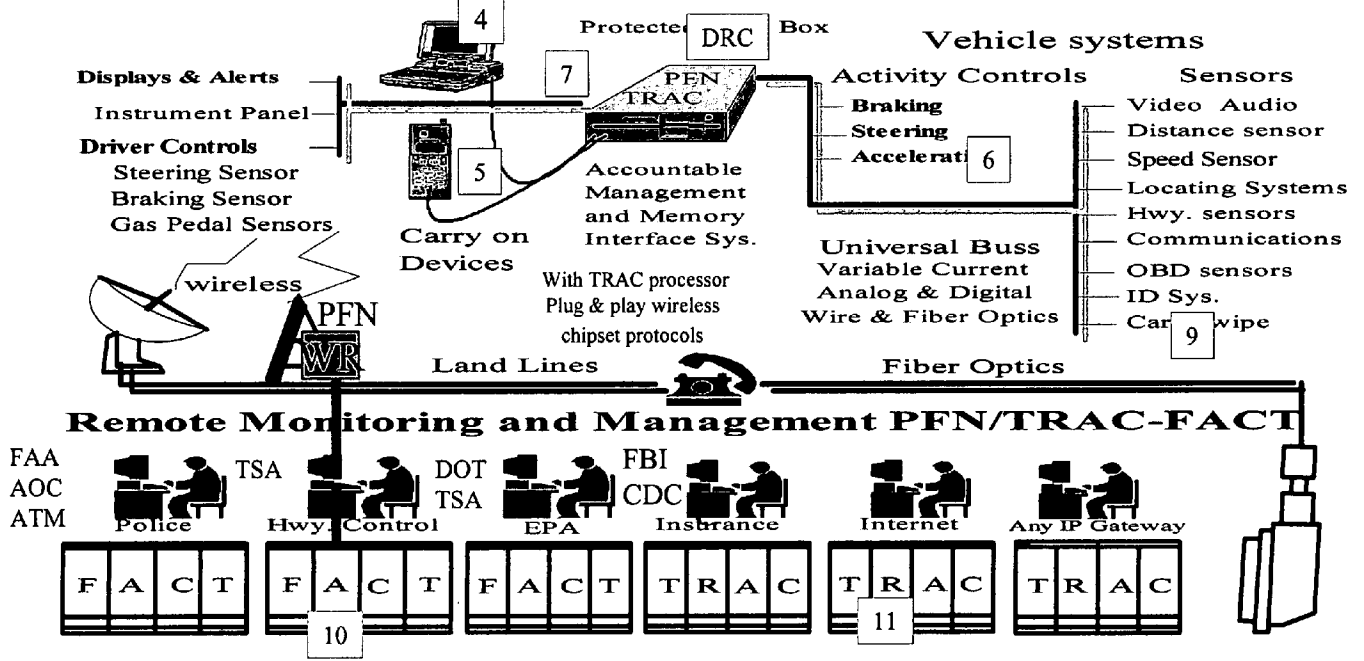 4
Protected
DRC
Box
Vehicle systems
Displays & Alerts
7
PFN
TRAC
Activity Controls
Sensors
Instrument Panel
Braking
Video Audio
Driver Controls
Steering
Distance sensor
Steering Sensor
5
Accountable
6
Speed Sensor
Braking Sensor
Management
Locating Systems
Gas Pedal Sensors
and Memory
Hwy. sensors
Carry on
Devices
Interface Sys.
Universal Buss
Communications
wireless
With TRAC processor
Variable Current
OBD sensors
PFN
Plug & play wireless
Analog & Digital
ID Sys.
WR
chipset protocols
Wire & Fiber Optics
9
Land Lines
Fiber Optics
Remote Monitoring and Management PFN/TRAC-FACT
FAA
AOC
ATM
TSA
DOT
TSA
FBI
CDC
Police
Hwy. Control
EPA
Insurance
Internet
Any IP Gateway
F A C T
F A C T
F A C T
T R A C
T R A C
T R A C
10
11